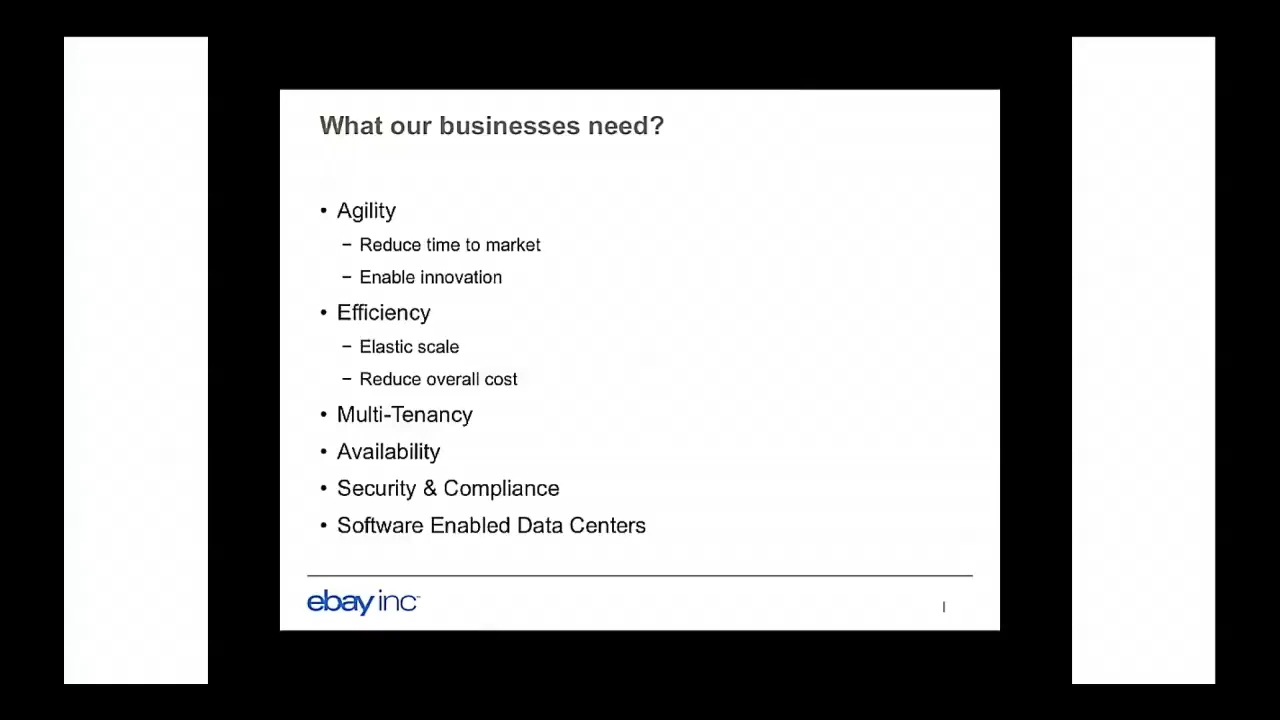 What our businesses need?
• Agility
− Reduce time to market
− Enable innovation
• Efficiency
− Elastic scale
− Reduce overall cost
• Multi-Tenancy
• Availability
• Security & Compliance
• Software Enabled Data Centers
ebay inc